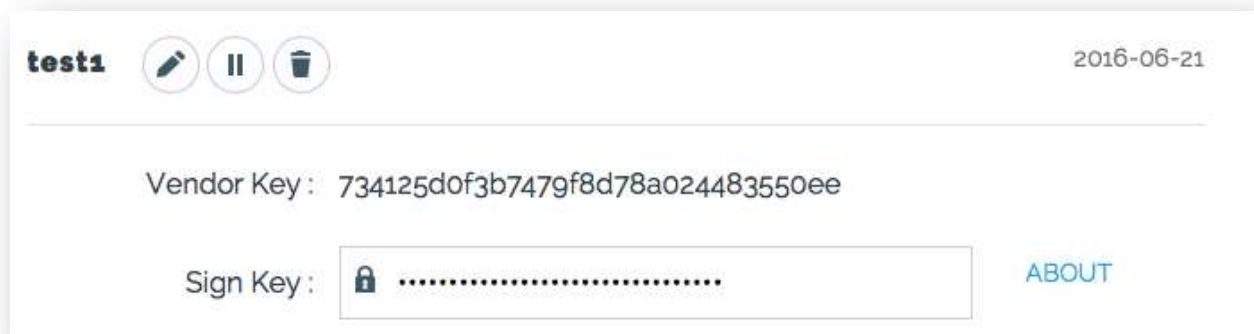 test1 2016-06-21
Vendor Key : 734125d0f3b7479f8d78a024483550ee
Sign Key : •••••••••••••••••••••••••••••••• ABOUT